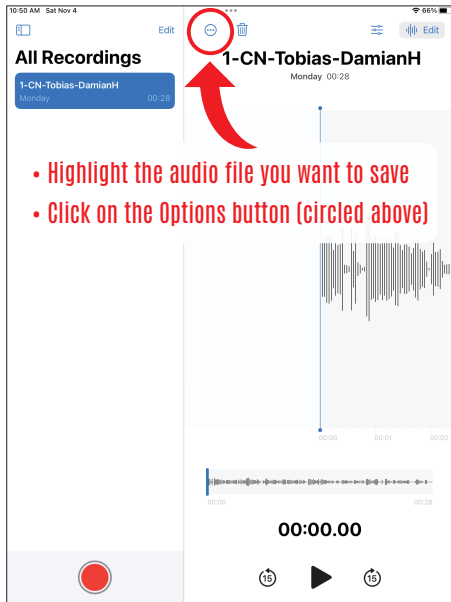 10:50 AM Sat Nov 4
66%
Edit
Edit
All Recordings
1-CN-Tobias-DamianH
Monday 00:28
1-CN-Tobias-DamianH
Monday 00:28
• Highlight the audio file you want to save
• Click on the Options button (circled above)
00:00 00:01 00:02
00:00 00:28
00:00.00
15 15